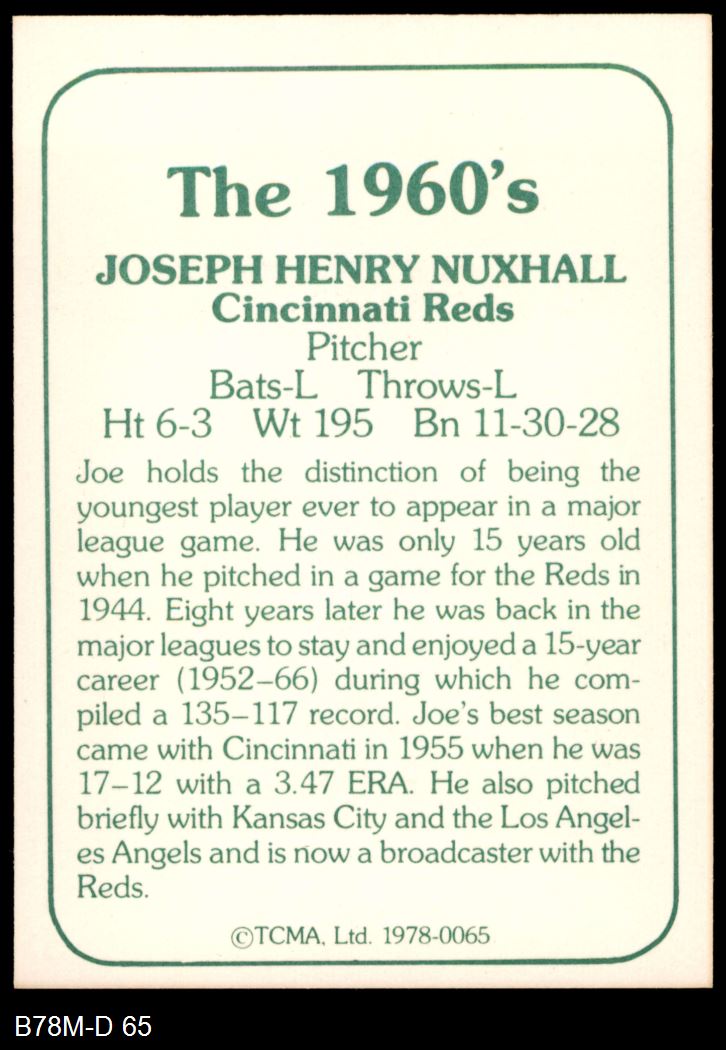 The 1960's
JOSEPH HENRY NUXHALL
Cincinnati Reds
Pitcher
Bats-L Throws-L
Ht 6-3 Wt 195 Bn 11-30-28
Joe holds the distinction of being the
youngest player ever to appear in a major
league game. He was only 15 years old
when he pitched in a game for the Reds in
1944. Eight years later he was back in the
major leagues to stay and enjoyed a 15-year
career (1952–66) during which he com-
piled a 135–117 record. Joe's best season
came with Cincinnati in 1955 when he was
17–12 with a 3.47 ERA. He also pitched
briefly with Kansas City and the Los Angel-
es Angels and is now a broadcaster with the
Reds.
©TCMA, Ltd. 1978-0065
B78M-D 65